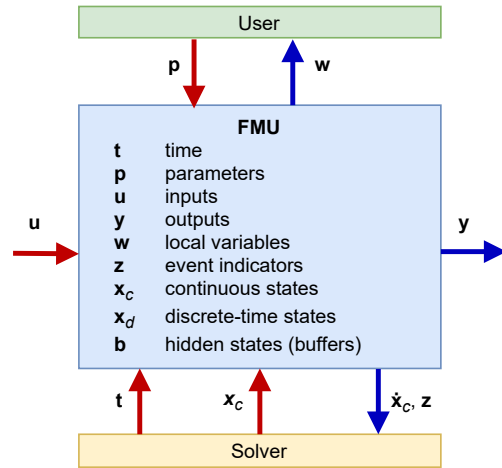 User
p
w
FMU
t time
p parameters
u inputs
y outputs
w local variables
z event indicators
x_c continuous states
x_d discrete-time states
b hidden states (buffers)
u
y
t
x_c
ẋ_c, z
Solver